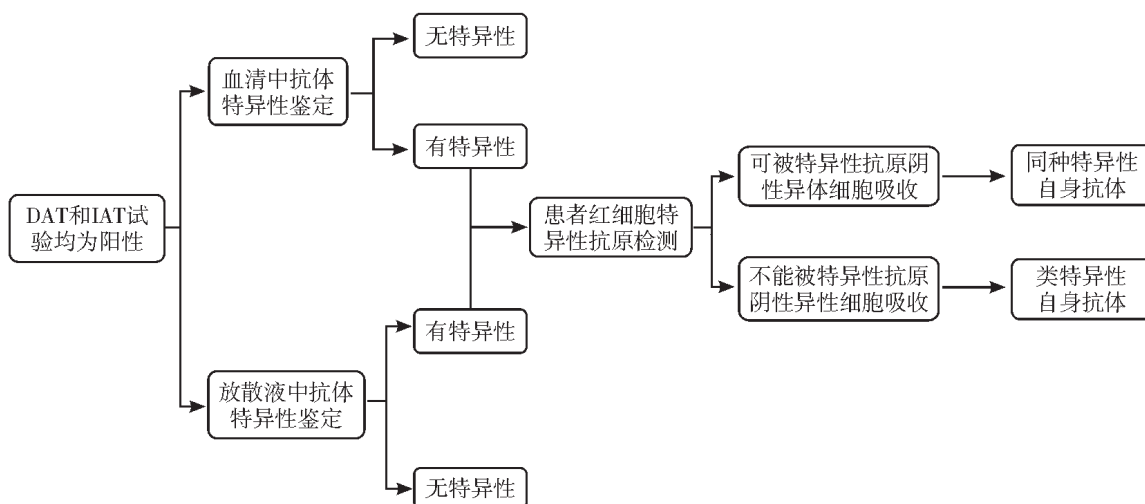 DAT和IAT试
验均为阳性
血清中抗体
特异性鉴定
无特异性
有特异性
放散液中抗体
特异性鉴定
有特异性
无特异性
患者红细胞特
异性抗原检测
可被特异性抗原阴
性异体细胞吸收
同种特异性
自身抗体
不能被特异性抗原
阴性异性细胞吸收
类特异性
自身抗体